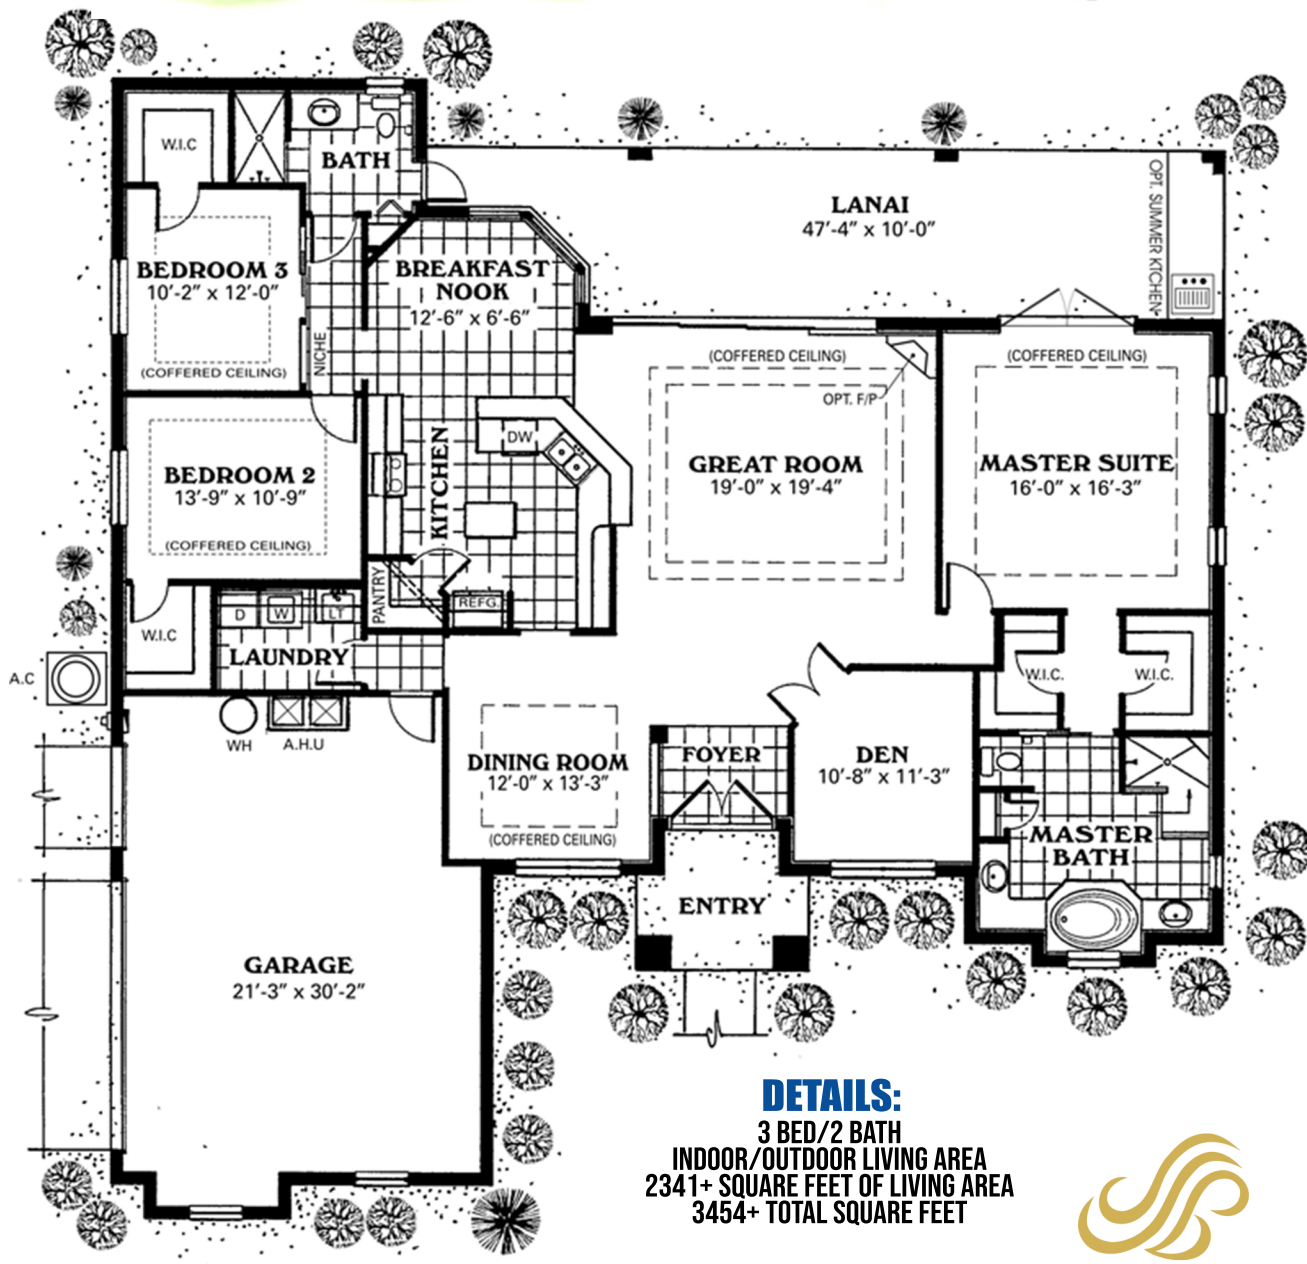 W.I.C
BATH
LANAI
47'-4" x 10'-0"
OPT. SUMMER KITCHEN
BEDROOM 3
10'-2" x 12'-0"
(COFFERED CEILING)
NICHE
BREAKFAST
NOOK
12'-6" x 6'-6"
(COFFERED CEILING)
OPT. F/P
GREAT ROOM
19'-0" x 19'-4"
(COFFERED CEILING)
MASTER SUITE
16'-0" x 16'-3"
BEDROOM 2
13'-9" x 10'-9"
(COFFERED CEILING)
KITCHEN
DW
PANTRY
REFG.
D
W
LT
W.I.C
LAUNDRY
A.C
WH
A.H.U
W.I.C.
W.I.C.
DINING ROOM
12'-0" x 13'-3"
(COFFERED CEILING)
FOYER
DEN
10'-8" x 11'-3"
MASTER
BATH
ENTRY
GARAGE
21'-3" x 30'-2"
DETAILS:
3 BED/2 BATH
INDOOR/OUTDOOR LIVING AREA
2341+ SQUARE FEET OF LIVING AREA
3454+ TOTAL SQUARE FEET